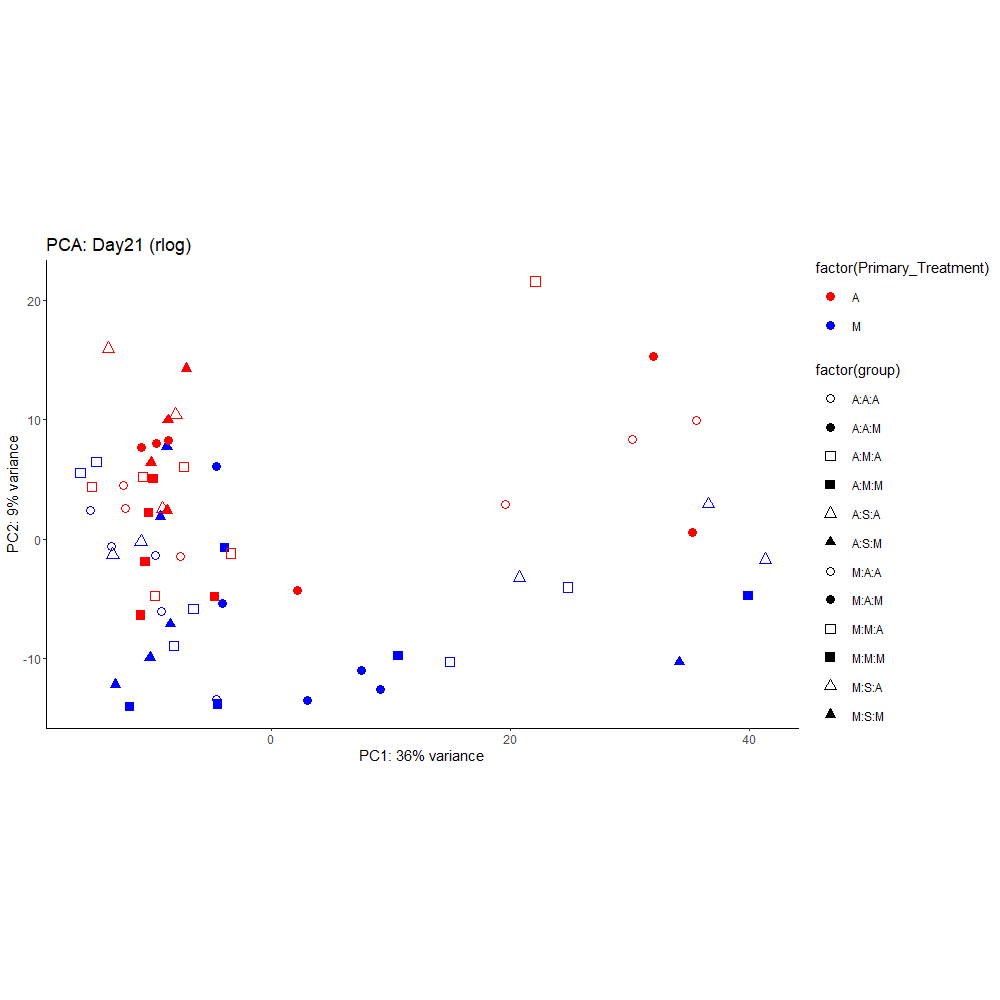 PCA: Day21 (rlog)
PC2: 9% variance
20
10
0
-10
0
20
40
PC1: 36% variance
factor(Primary_Treatment)
A
M
factor(group)
A:A:A
A:A:M
A:M:A
A:M:M
A:S:A
A:S:M
M:A:A
M:A:M
M:M:A
M:M:M
M:S:A
M:S:M